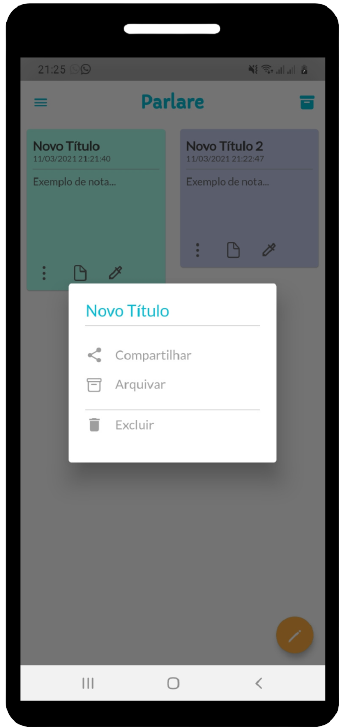 21:25
Parlare
Novo Título
11/03/2021 21:21:40
Exemplo de nota...
Novo Título 2
11/03/2021 21:22:47
Exemplo de nota...
Novo Título
Compartilhar
Arquivar
Excluir